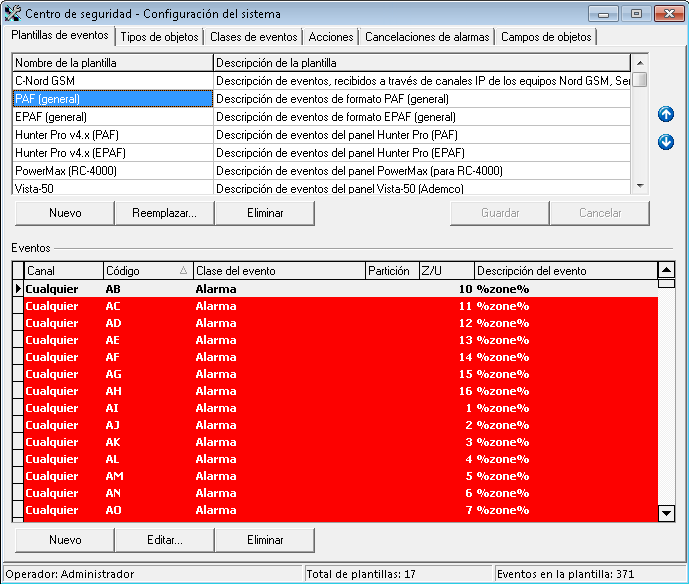 Centro de seguridad - Configuración del sistema
Plantillas de eventos Tipos de objetos Clases de eventos Acciones Cancelaciones de alarmas Campos de objetos
Nombre de la plantilla Descripción de la plantilla
C-Nord GSM Descripción de eventos, recibidos a través de canales IP de los equipos Nord GSM, Ser
PAF (general) Descripción de eventos de formato PAF (general)
EPAF (general) Descripción de eventos de formato EPAF (general)
Hunter Pro v4.x (PAF) Descripción de eventos del panel Hunter Pro (PAF)
Hunter Pro v4.x (EPAF) Descripción de eventos del panel Hunter Pro (EPAF)
PowerMax (RC-4000) Descripción de eventos del panel PowerMax (para RC-4000)
Vista-50 Descripción de eventos del panel Vista-50 (Ademco)
Nuevo Reemplazar... Eliminar Guardar Cancelar
Eventos
Canal Código Clase del evento Partición Z/U Descripción del evento
Cualquier AB Alarma 10 %zone%
Cualquier AC Alarma 11 %zone%
Cualquier AD Alarma 12 %zone%
Cualquier AE Alarma 13 %zone%
Cualquier AF Alarma 14 %zone%
Cualquier AG Alarma 15 %zone%
Cualquier AH Alarma 16 %zone%
Cualquier AI Alarma 1 %zone%
Cualquier AJ Alarma 2 %zone%
Cualquier AK Alarma 3 %zone%
Cualquier AL Alarma 4 %zone%
Cualquier AM Alarma 5 %zone%
Cualquier AN Alarma 6 %zone%
Cualquier AO Alarma 7 %zone%
Nuevo Editar... Eliminar
Operador: Administrador Total de plantillas: 17 Eventos en la plantilla: 371